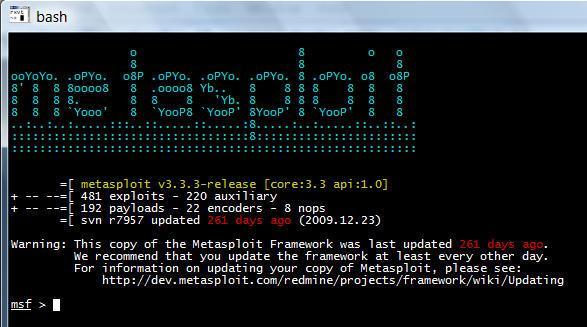 bash
                     o                          8         o   o
                     8                          8             8
ooYoYo. .oPYo.  o8P .oPYo. .oPYo. .oPYo. 8 .oPYo. o8  o8P
8' 8  8 8oooo8   8  .oooo8 Yb..   8    8 8 8    8  8   8
8  8  8 8.       8  8    8   'Yb. 8    8 8 8    8  8   8
8  8  8 `Yooo'   8  `YooP8 `YooP' 8YooP' 8 `YooP'  8   8
..:..:..:.....:::..::.....::.....:8.....:..:.....::..::..:
::::::::::::::::::::::::::::::::::8:::::::::::::::::::::::
::::::::::::::::::::::::::::::::::::::::::::::::::::::::::
=[ metasploit v3.3.3-release [core:3.3 api:1.0]
+ -- --=[ 481 exploits - 220 auxiliary
+ -- --=[ 192 payloads - 22 encoders - 8 nops
=[ svn r7957 updated 261 days ago (2009.12.23)
Warning: This copy of the Metasploit Framework was last updated 261 days ago.
We recommend that you update the framework at least every other day.
For information on updating your copy of Metasploit, please see:
http://dev.metasploit.com/redmine/projects/framework/wiki/Updating
msf >